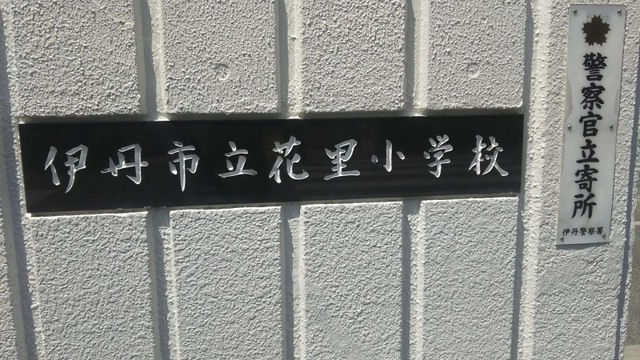 伊丹市立花里小学校
警察官立寄所
伊丹警察署